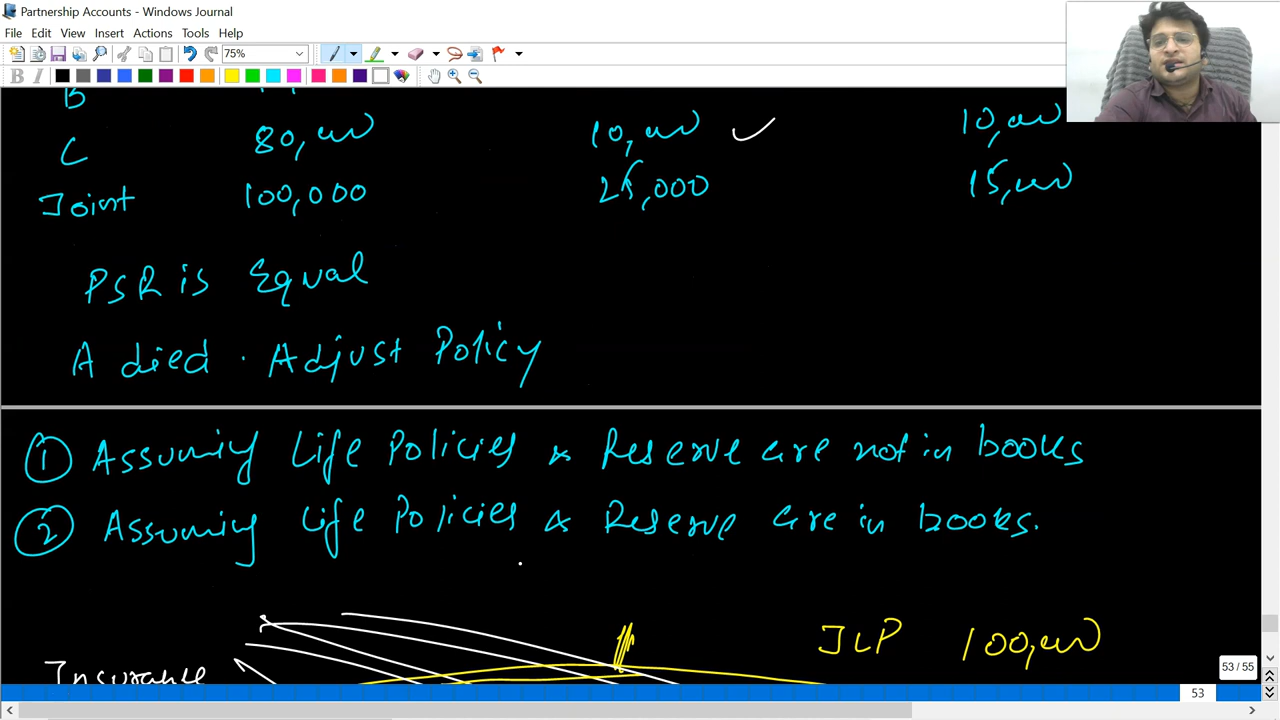 Partnership Accounts - Windows Journal
File Edit View Insert Actions Tools Help
75%
B I
B
C 80,000 10,000 10,000
Joint 100,000 25,000 15,000
PSR is Equal
A died . Adjust Policy
① Assuming Life Policies & Reserve are not in books
② Assuming Life Policies & Reserve are in books.
JLP 100,000
Insurance
53 / 55
53